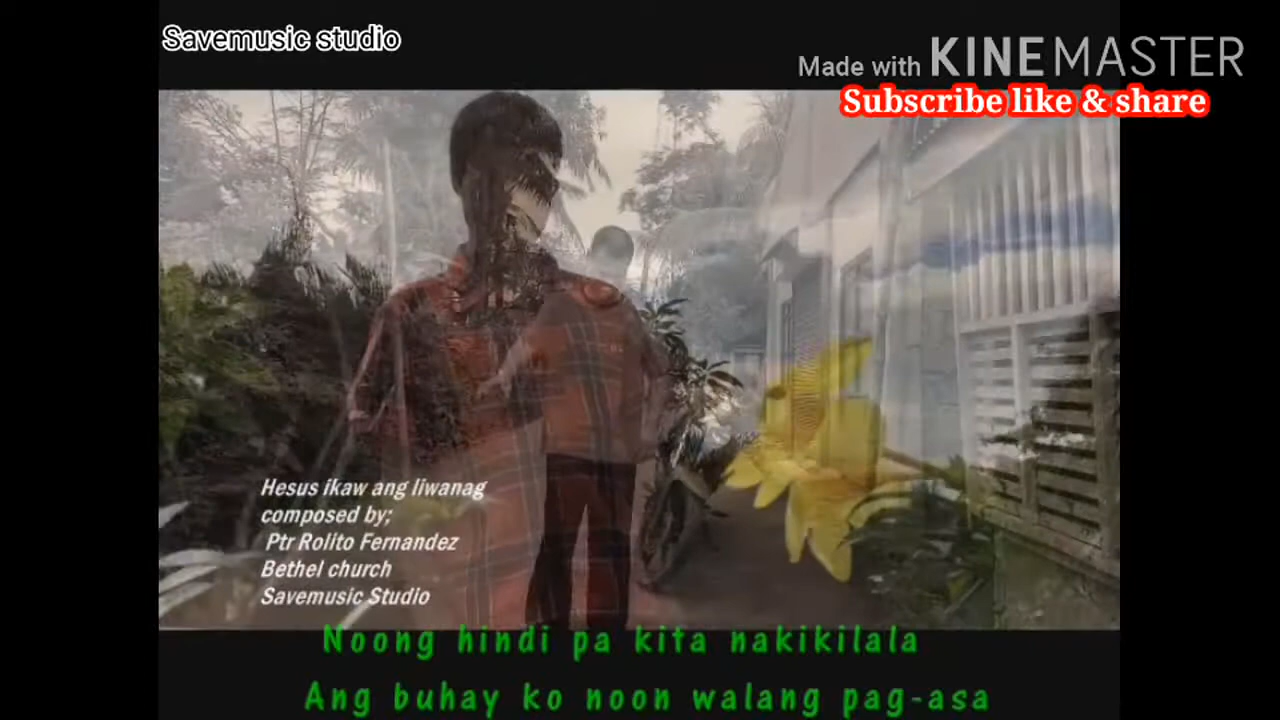 Savemusic studio
Made with KINEMASTER
Subscribe like & share
Hesus ikaw ang liwanag
composed by;
Ptr Rolito Fernandez
Bethel church
Savemusic Studio
Noong hindi pa kita nakikilala
Ang buhay ko noon walang pag-asa